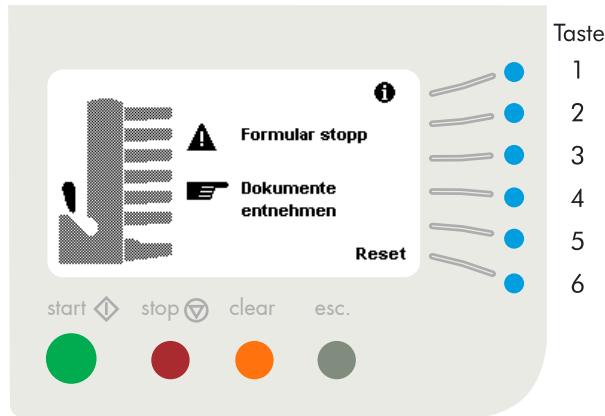 Taste
1
2
Formular stopp
3
Dokumente
entnehmen
4
5
Reset
6
start stop clear esc.